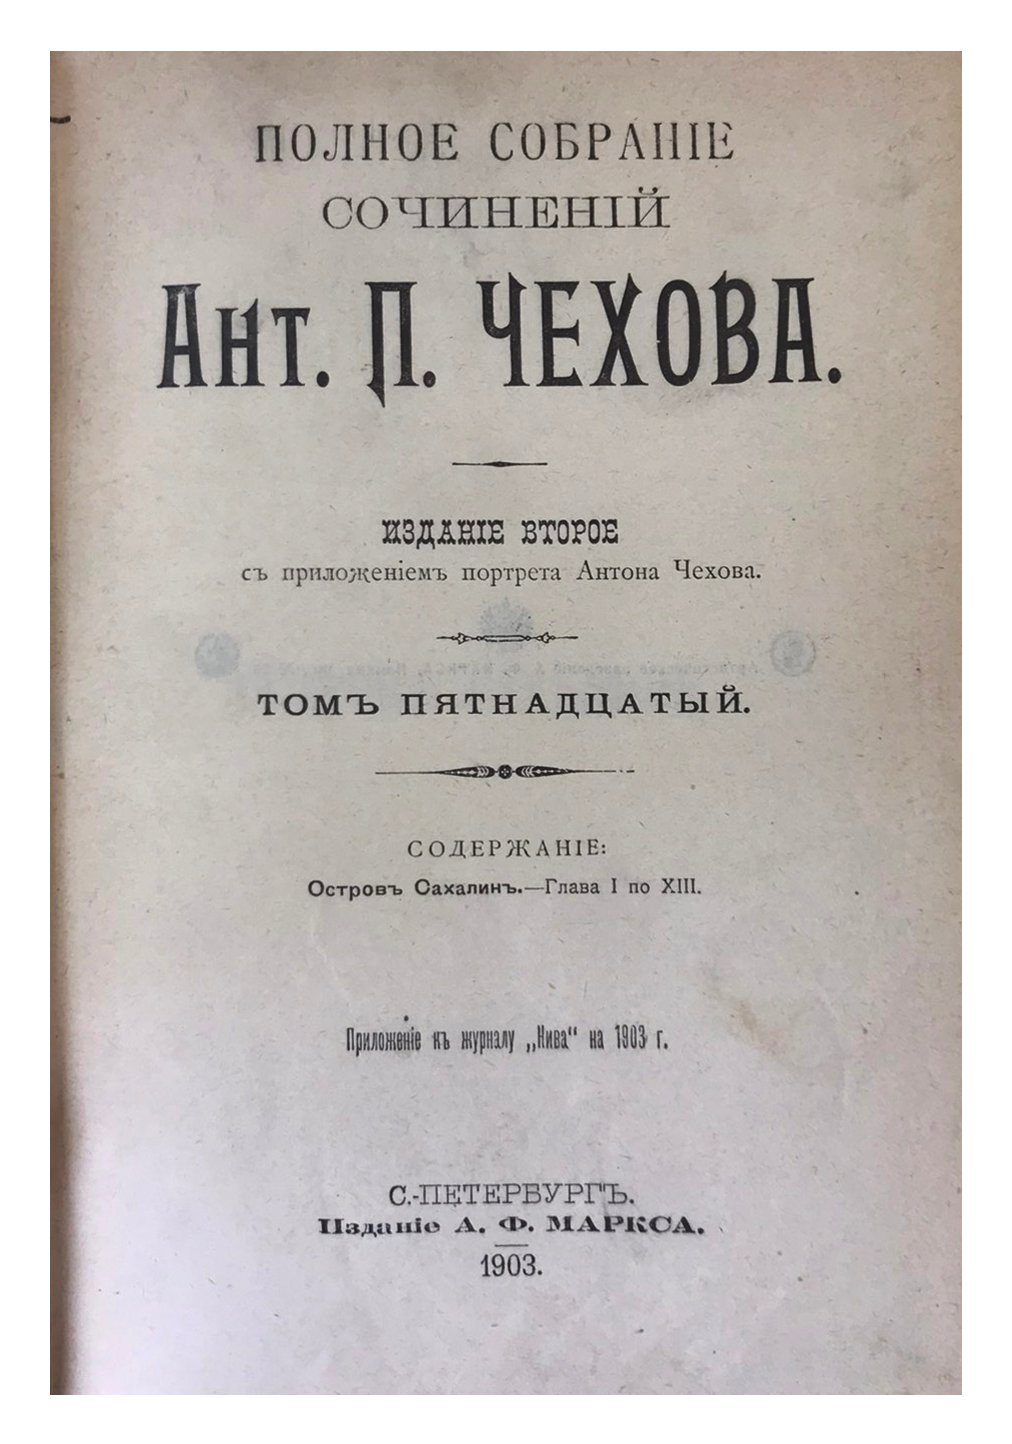 ПОЛНОЕ СОБРАНІЕ
СОЧИНЕНІЙ
АНТ. П. ЧЕХОВА.
ИЗДАНІЕ ВТОРОЕ
съ приложеніемъ портрета Антона Чехова.
ТОМЪ ПЯТНАДЦАТЫЙ.
СОДЕРЖАНІЕ:
Островъ Сахалинъ.—Глава I по XIII.
Приложеніе къ журналу „Нива“ на 1903 г.
С.-ПЕТЕРБУРГЪ.
Изданіе А. Ф. МАРКСА.
1903.